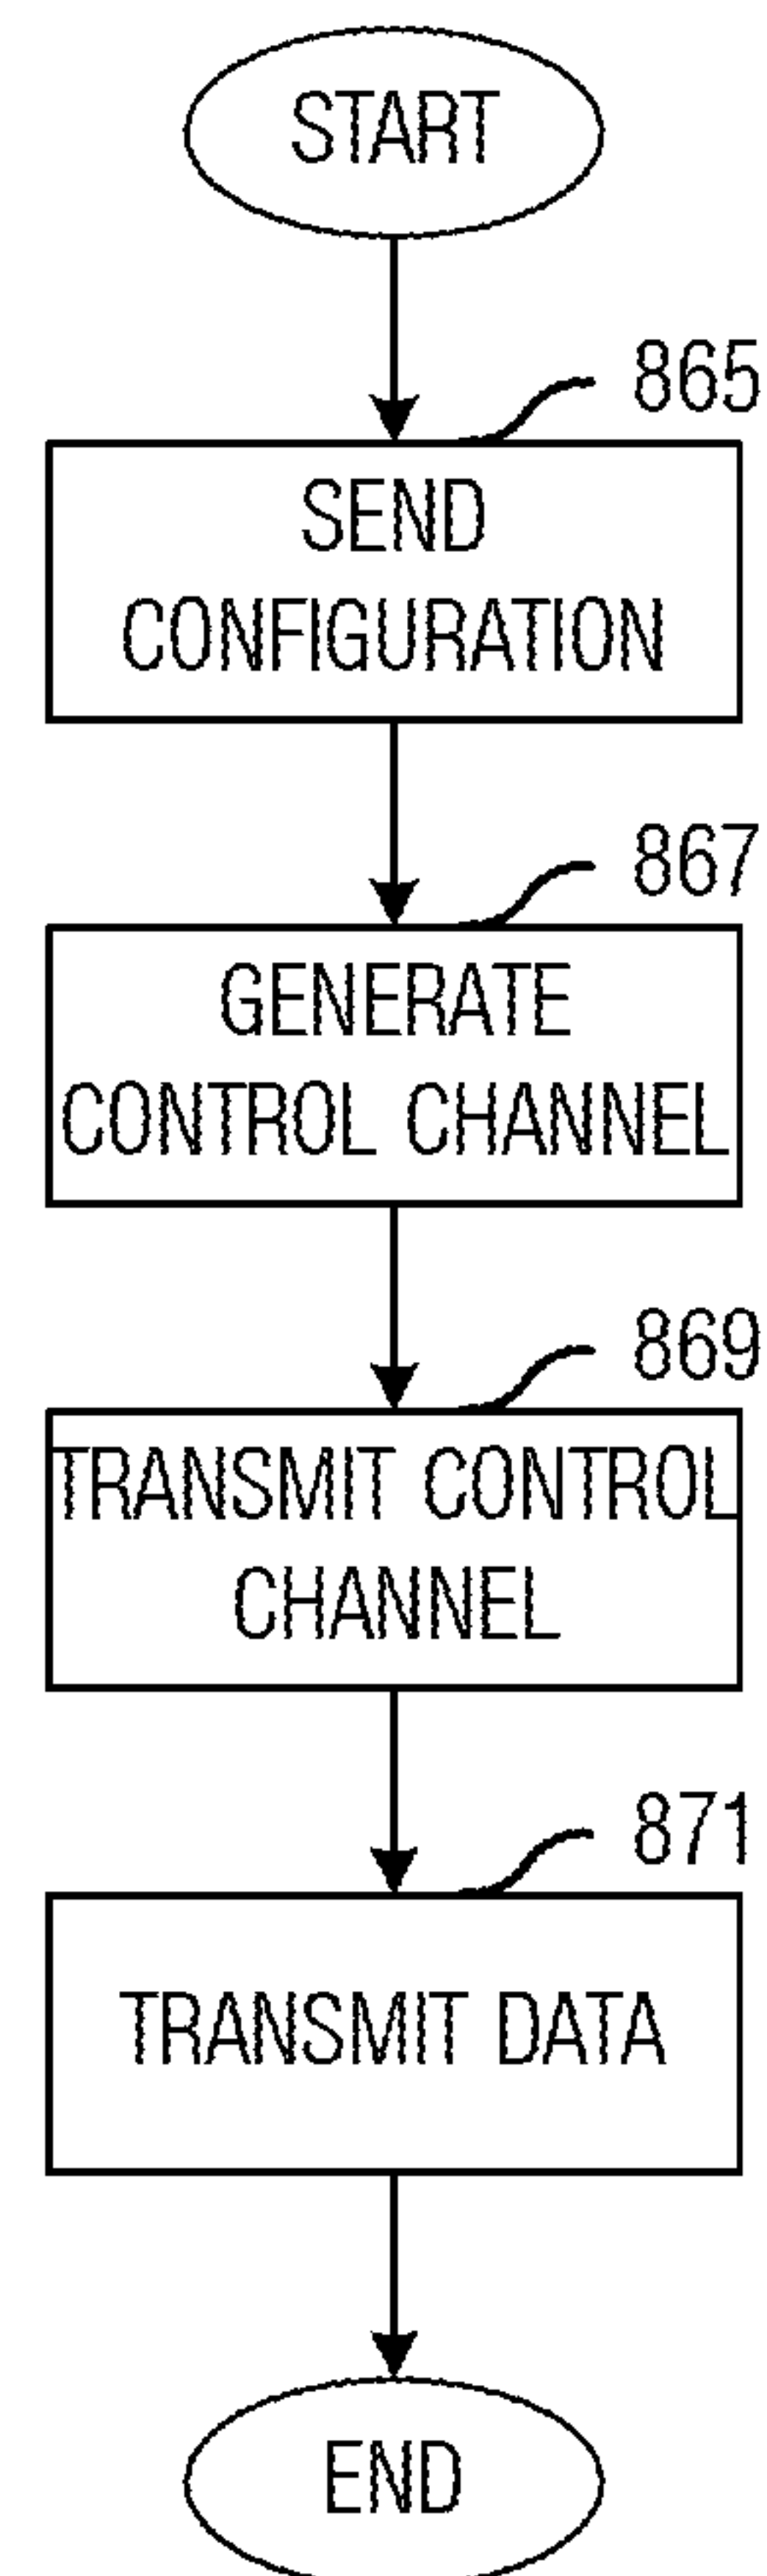 START
865
SEND
CONFIGURATION
867
GENERATE
CONTROL CHANNEL
869
TRANSMIT CONTROL
CHANNEL
871
TRANSMIT DATA
END